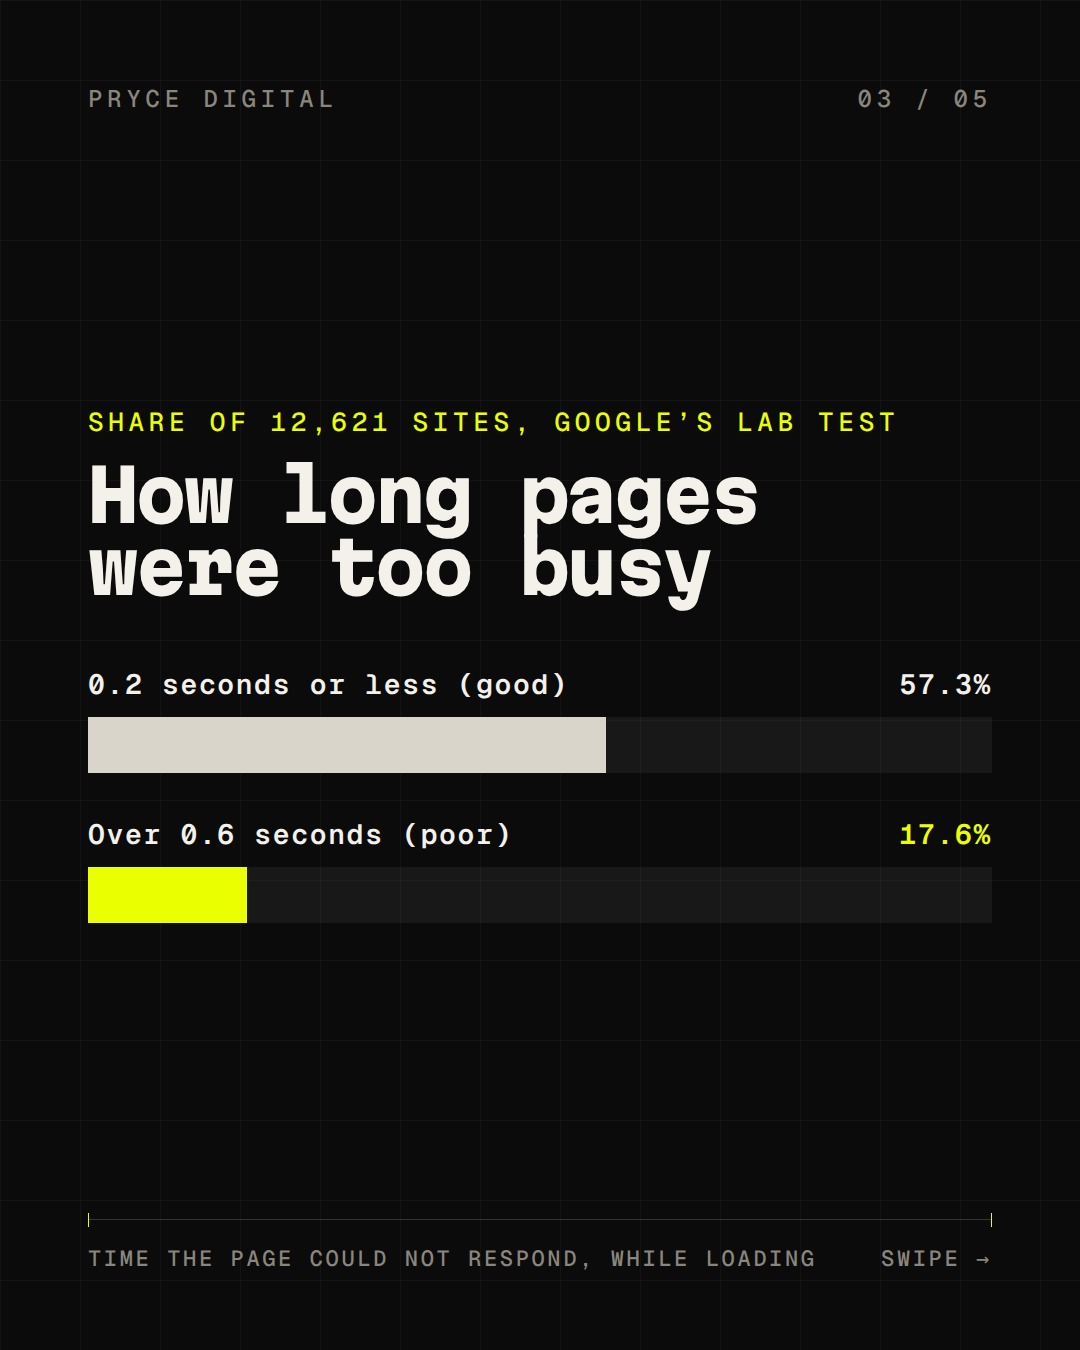 PRYCE DIGITAL
03 / 05
SHARE OF 12,621 SITES, GOOGLE’S LAB TEST
How long pages
were too busy
0.2 seconds or less (good)
57.3%
Over 0.6 seconds (poor)
17.6%
TIME THE PAGE COULD NOT RESPOND, WHILE LOADING
SWIPE →